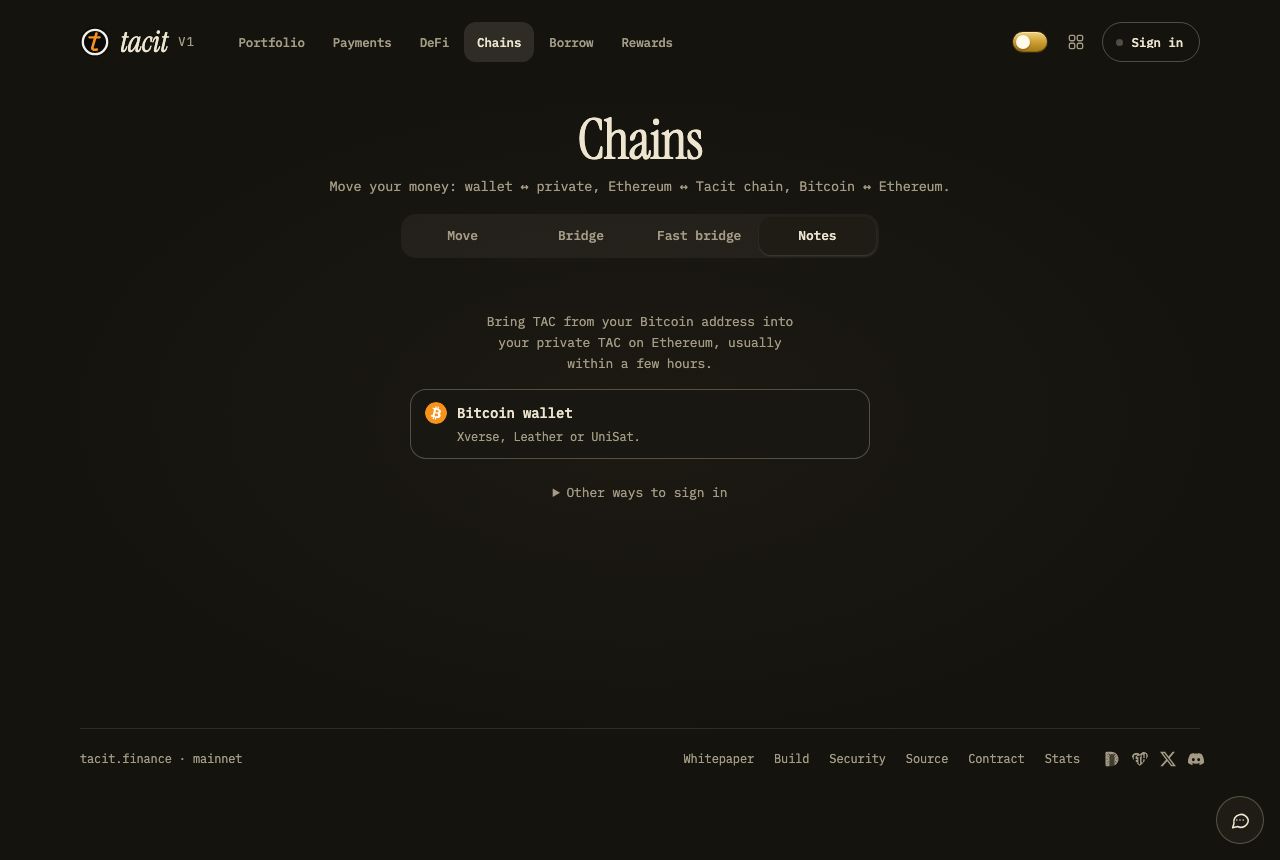 tacit V1 Portfolio Payments DeFi Chains Borrow Rewards Sign in
Chains
Move your money: wallet ↔ private, Ethereum ↔ Tacit chain, Bitcoin ↔ Ethereum.
Move Bridge Fast bridge Notes
Bring TAC from your Bitcoin address into
your private TAC on Ethereum, usually
within a few hours.
Bitcoin wallet
Xverse, Leather or UniSat.
▶ Other ways to sign in
tacit.finance · mainnet Whitepaper Build Security Source Contract Stats